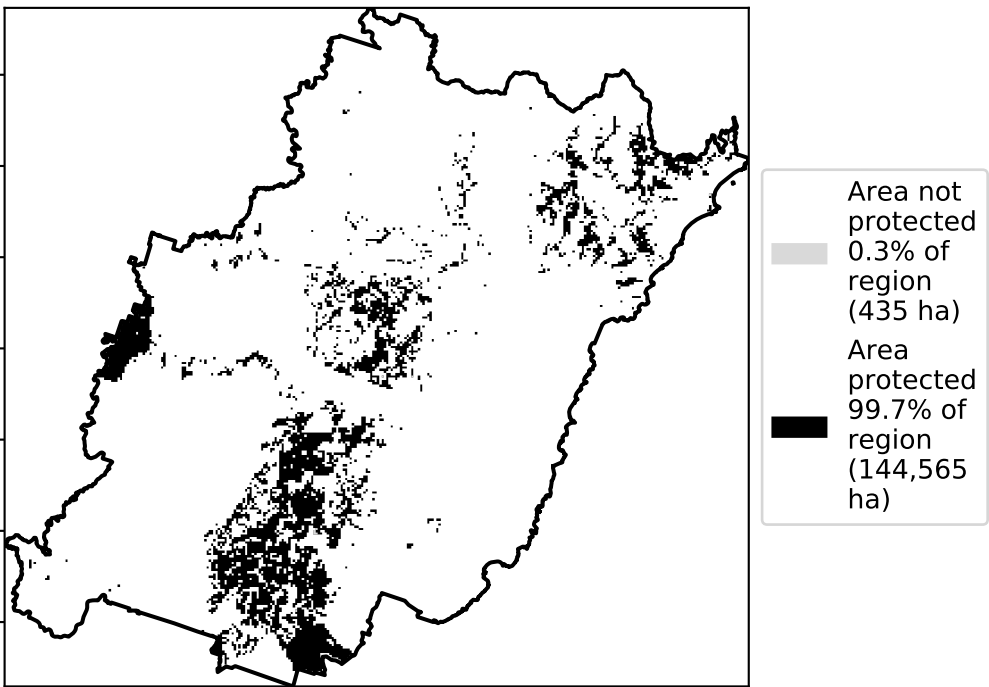 Area not
protected
0.3% of
region
(435 ha)
Area
protected
99.7% of
region
(144,565
ha)